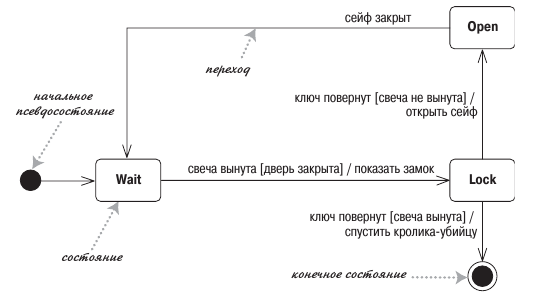 сейф закрыт
Open
переход
начальное
псевдосостояние
ключ повернут [свеча не вынута] /
открыть сейф
Wait
свеча вынута [дверь закрыта] / показать замок
Lock
ключ повернут [свеча вынута] /
спустить кролика-убийцу
состояние
конечное состояние